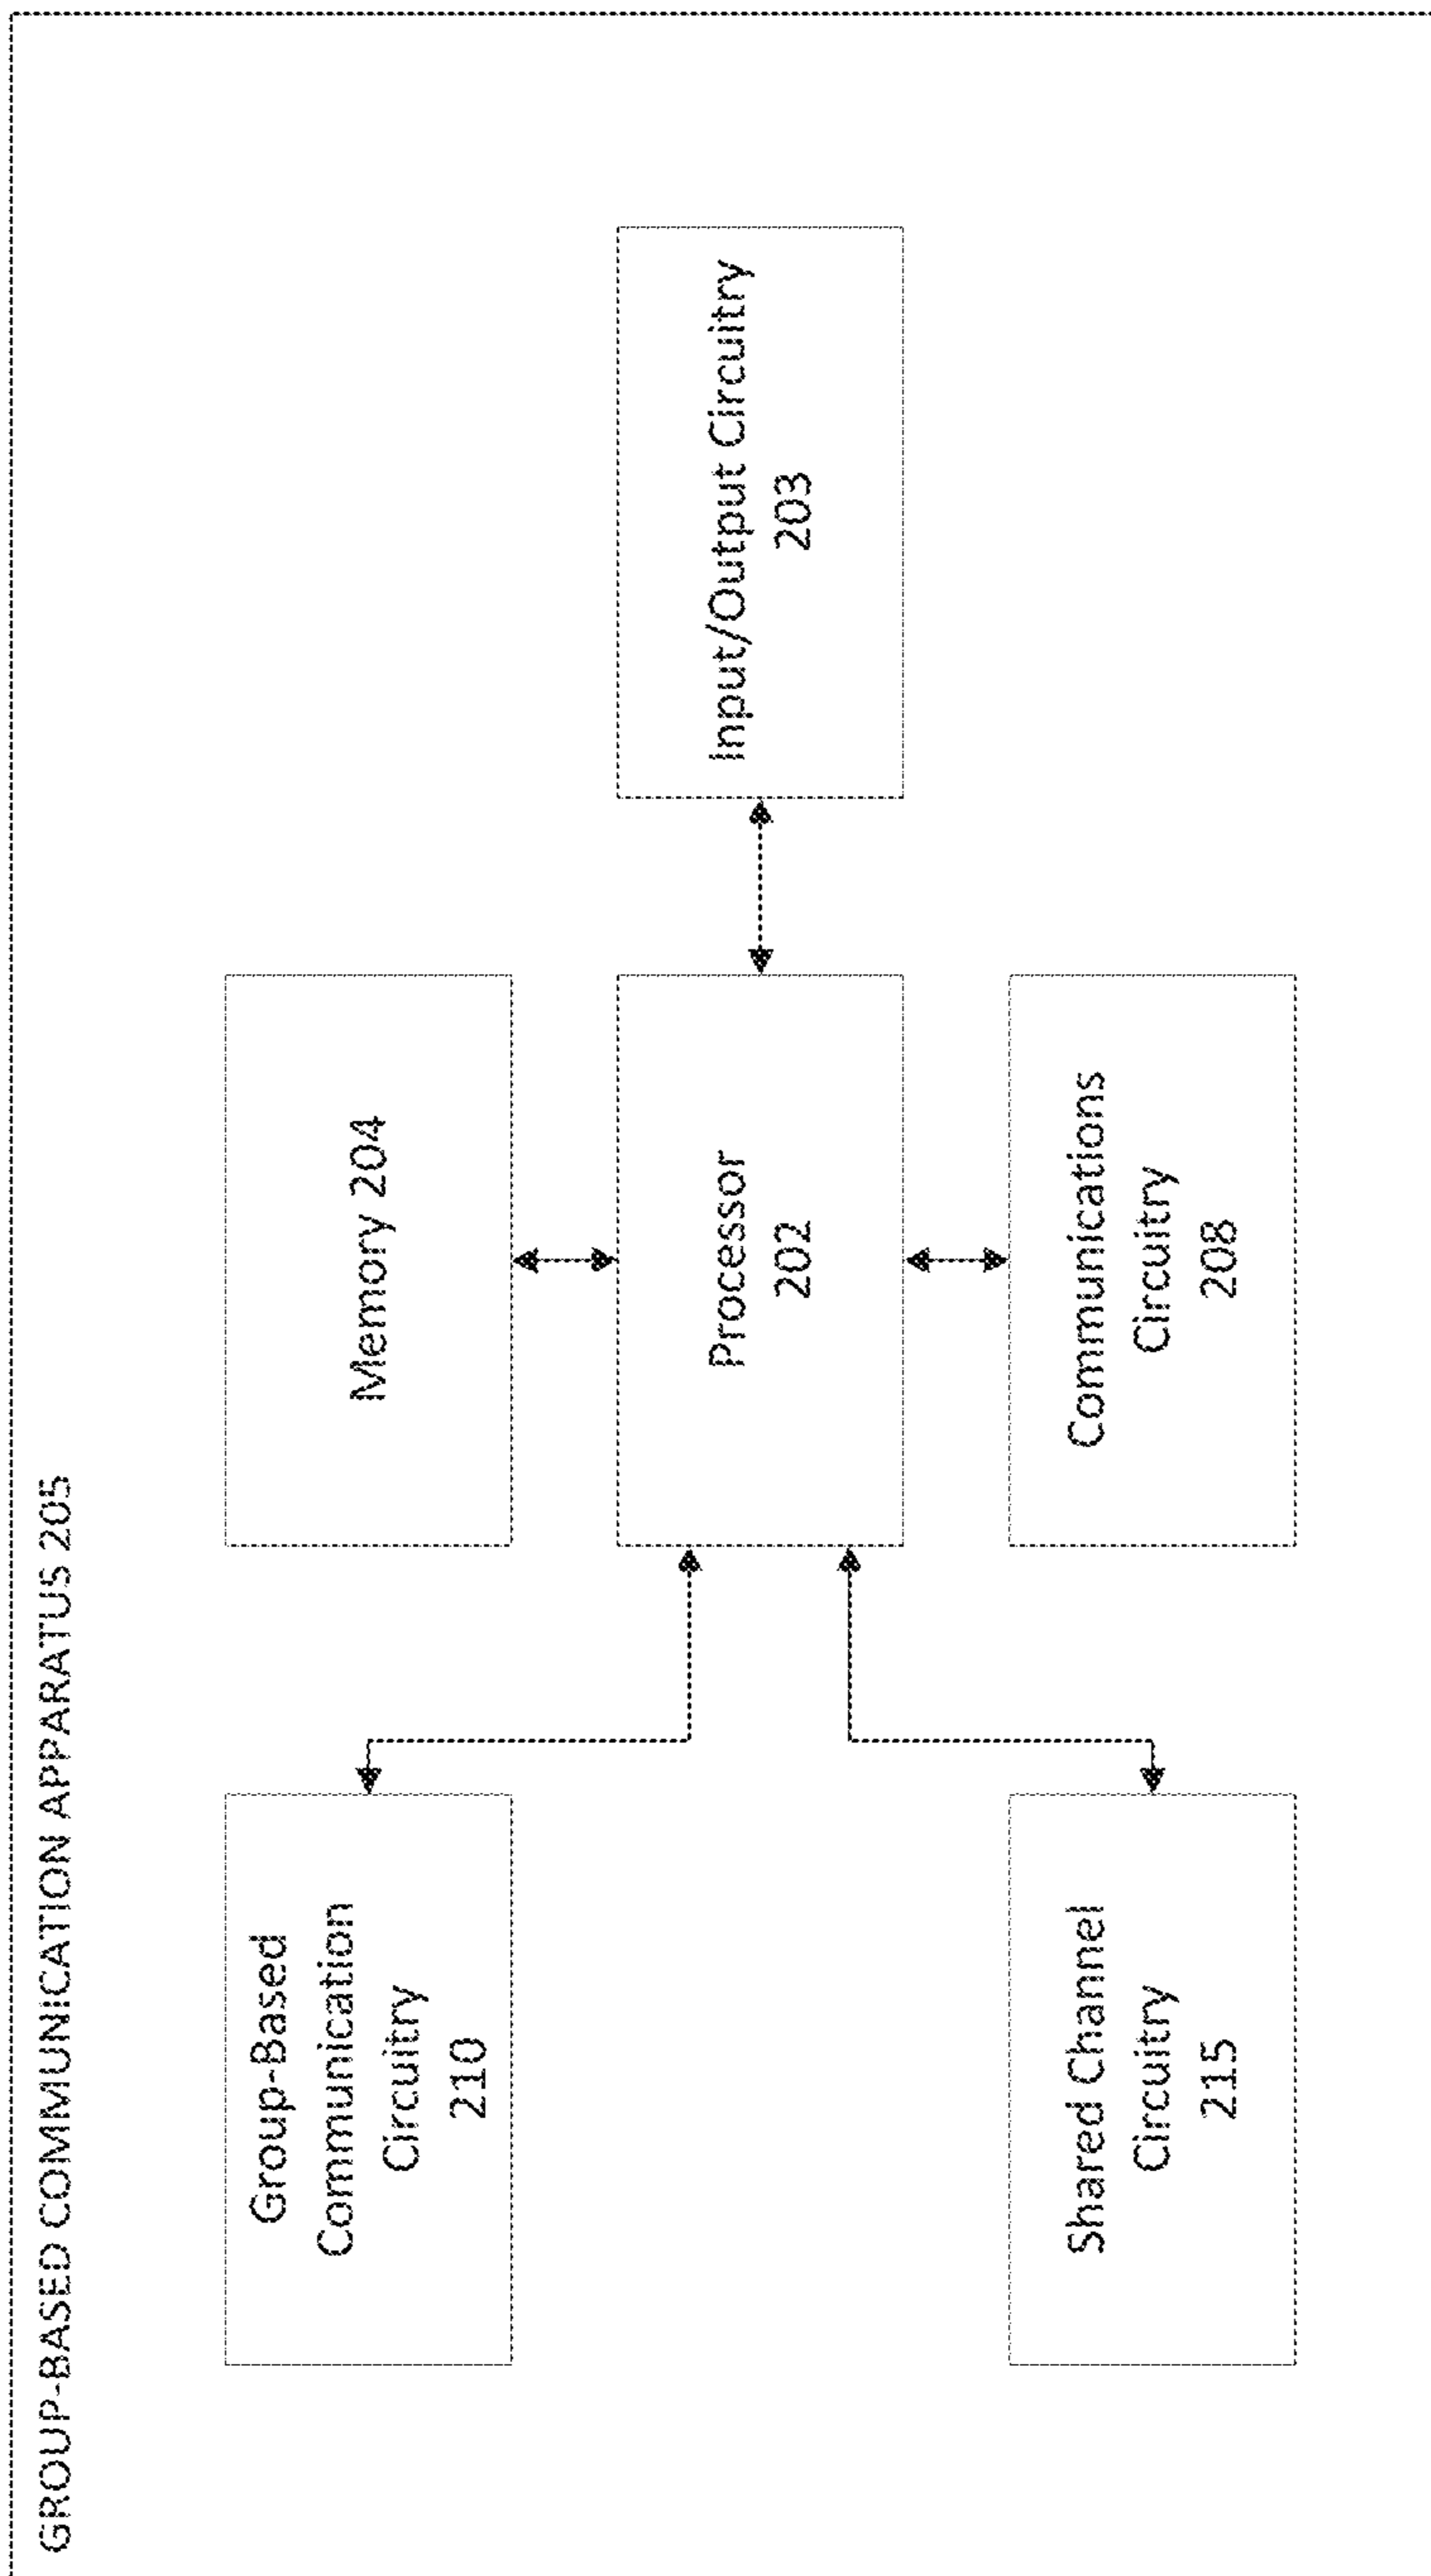 GROUP-BASED COMMUNICATION APPARATUS 205
Group-Based
Communication
Circuitry
210
Memory 204
Processor
202
Input/Output Circuitry
203
Shared Channel
Circuitry
215
Communications
Circuitry
208